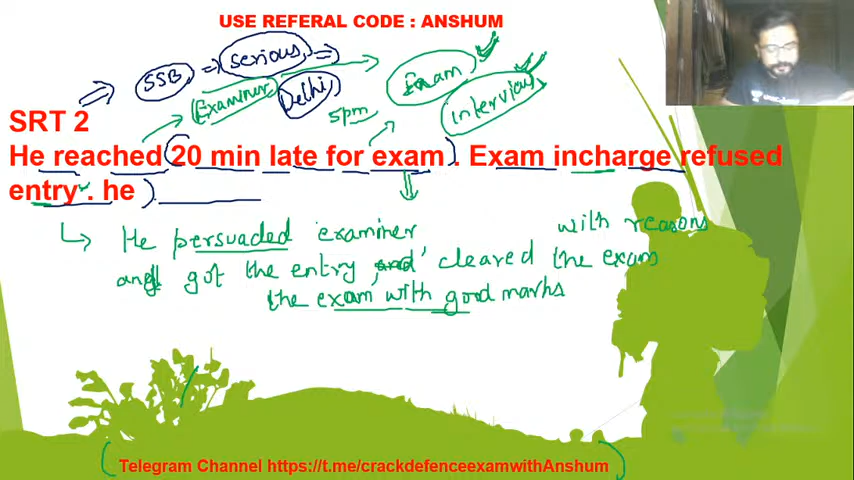 USE REFERAL CODE : ANSHUM
SSB serious
Examiner Delhi
Exam
interview
5pm
SRT 2
He reached 20 min late for exam . Exam incharge refused
entry . he
He persuaded examiner with reasons
and got the entry, and cleared the exam
the exam with good marks
Telegram Channel https://t.me/crackdefenceexamwithAnshum